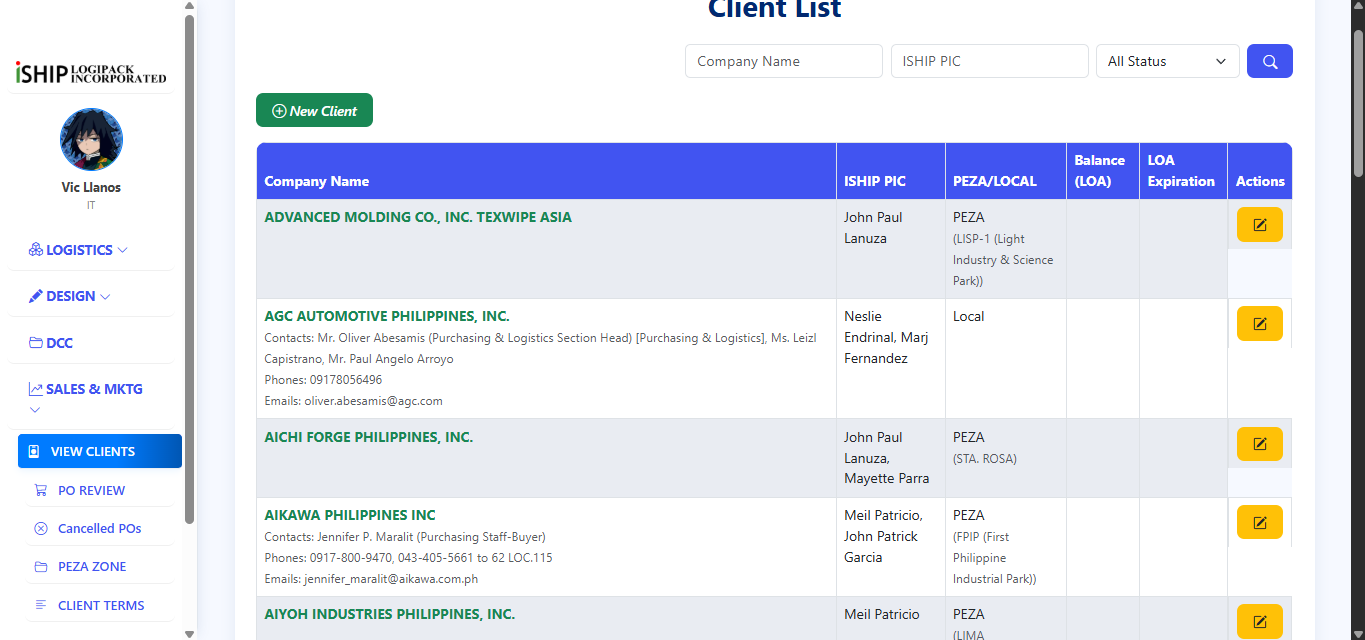 iSHIP LOGIPACK INCORPORATED
Vic Llanos
IT
LOGISTICS
DESIGN
DCC
SALES & MKTG
VIEW CLIENTS
PO REVIEW
Cancelled POs
PEZA ZONE
CLIENT TERMS
Client List
Company Name
ISHIP PIC
All Status
New Client
Company Name
ISHIP PIC
PEZA/LOCAL
Balance
(LOA)
LOA
Expiration
Actions
ADVANCED MOLDING CO., INC. TEXWIPE ASIA
John Paul
Lanuza
PEZA
(LISP-1 (Light
Industry & Science
Park))
AGC AUTOMOTIVE PHILIPPINES, INC.
Contacts: Mr. Oliver Abesamis (Purchasing & Logistics Section Head) [Purchasing & Logistics], Ms. Leizl
Capistrano, Mr. Paul Angelo Arroyo
Phones: 09178056496
Emails: oliver.abesamis@agc.com
Neslie
Endrinal, Marj
Fernandez
Local
AICHI FORGE PHILIPPINES, INC.
John Paul
Lanuza,
Mayette Parra
PEZA
(STA. ROSA)
AIKAWA PHILIPPINES INC
Contacts: Jennifer P. Maralit (Purchasing Staff-Buyer)
Phones: 0917-800-9470, 043-405-5661 to 62 LOC.115
Emails: jennifer_maralit@aikawa.com.ph
Meil Patricio,
John Patrick
Garcia
PEZA
(FPIP (First
Philippine
Industrial Park))
AIYOH INDUSTRIES PHILIPPINES, INC.
Meil Patricio
PEZA
(LIMA